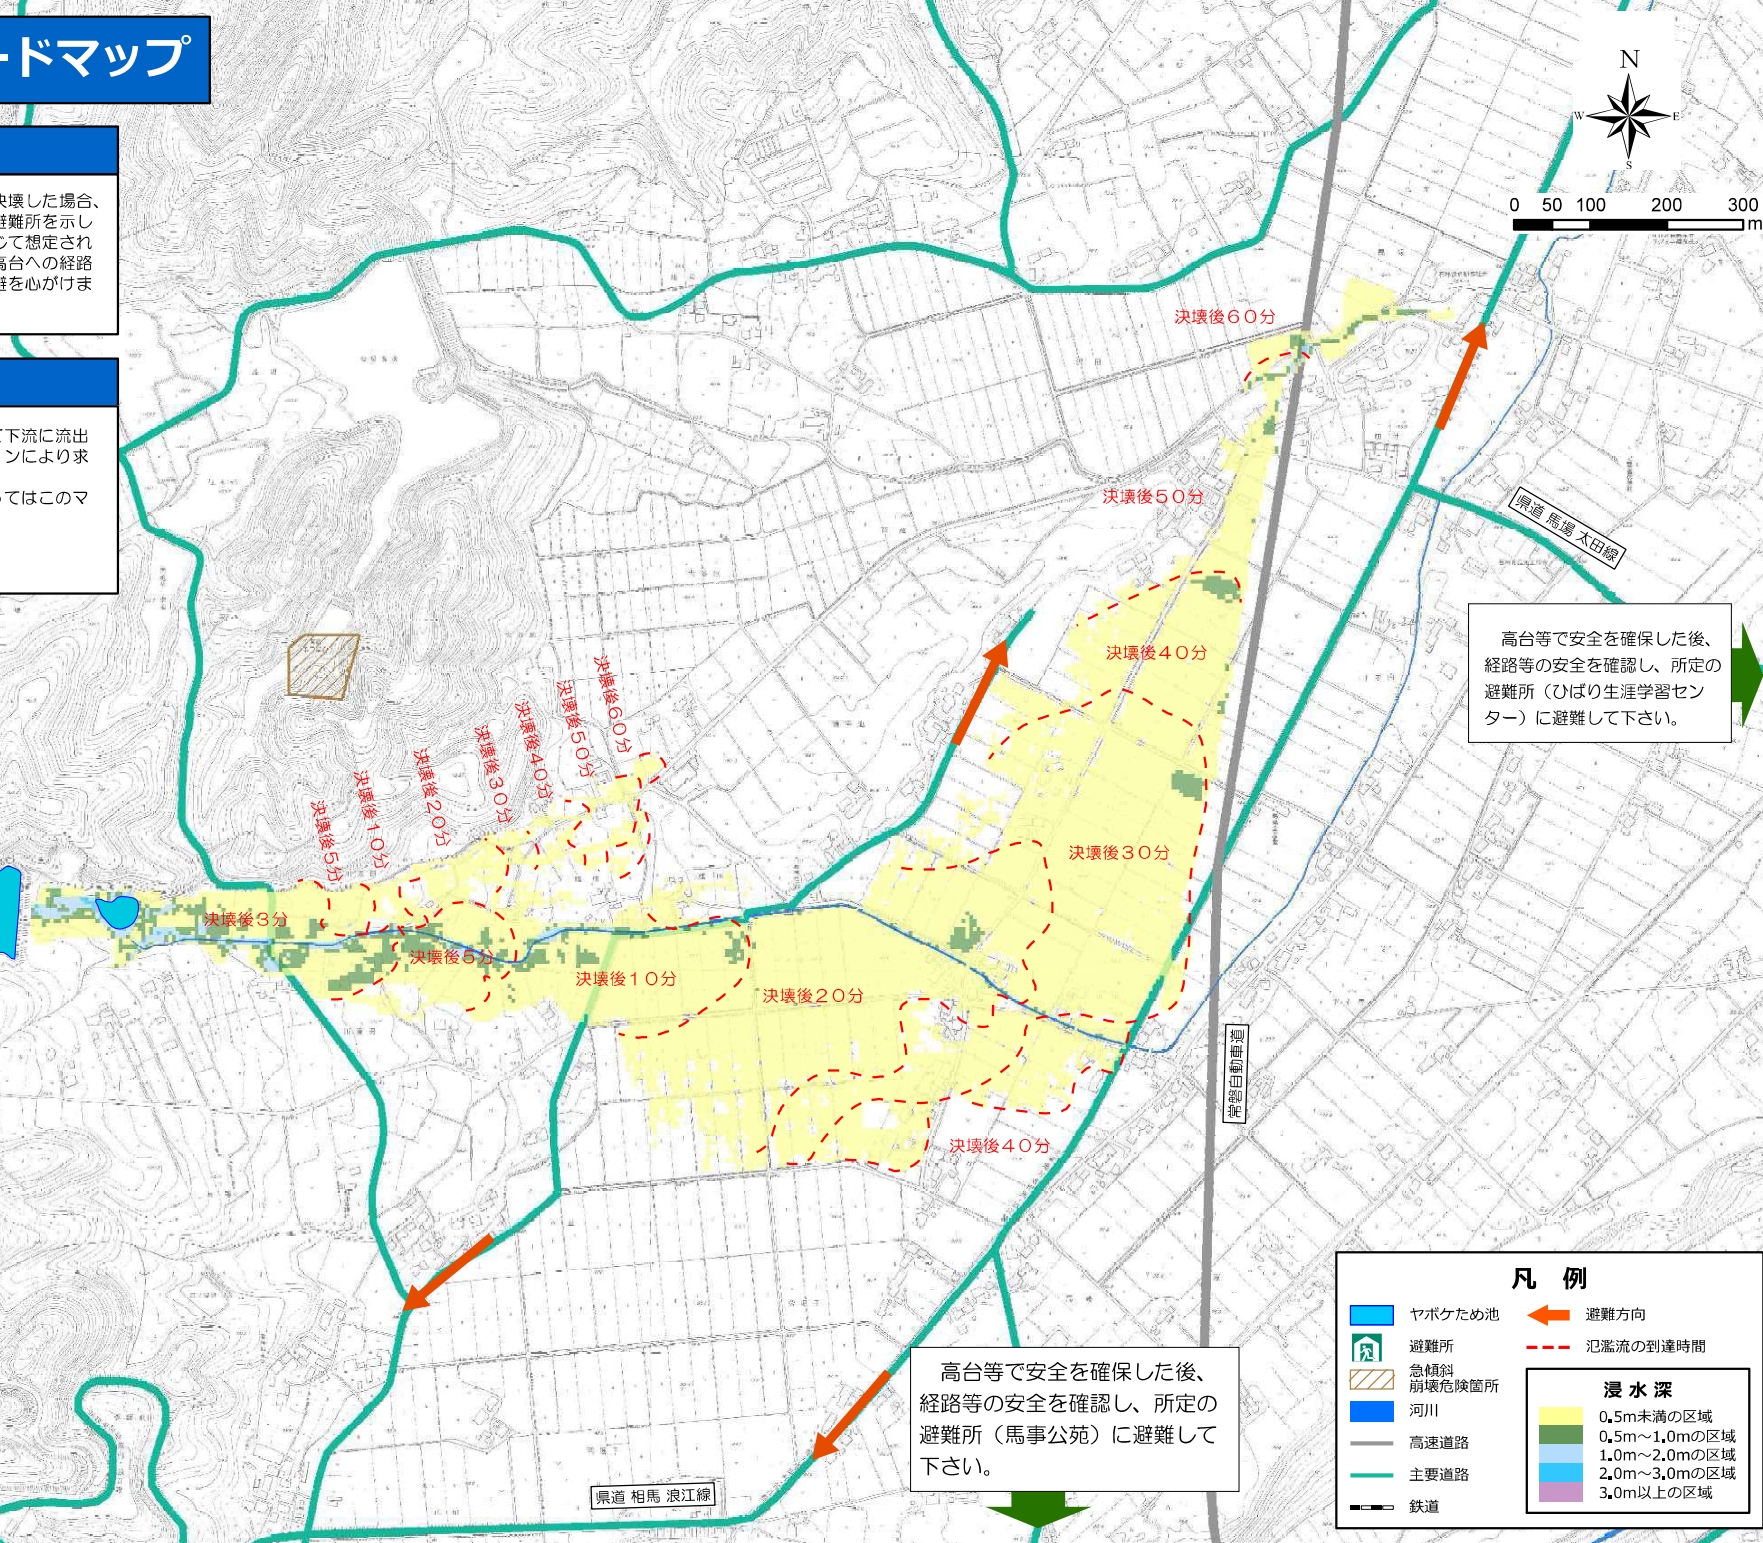 ードマップ
決壊した場合、
避難所を示し
じて想定され
高台への経路
避を心がけま
て下流に流出
ンにより求
ってはこのマ
N
W
E
S
0 50 100 200 300
m
決壊後60分
決壊後50分
県道 馬場 太田線
高台等で安全を確保した後、
経路等の安全を確認し、所定の
避難所（ひばり生涯学習セン
ター）に避難して下さい。
決壊後40分
決壊後60分
決壊後50分
決壊後40分
決壊後30分
決壊後20分
決壊後10分
決壊後5分
決壊後30分
決壊後3分
決壊後5分
決壊後10分
決壊後20分
常磐自動車道
決壊後40分
高台等で安全を確保した後、
経路等の安全を確認し、所定の
避難所（馬事公苑）に避難して
下さい。
県道 相馬 浪江線
凡 例
ヤボケため池
避難方向
避難所
氾濫流の到達時間
急傾斜
崩壊危険箇所
河川
高速道路
主要道路
鉄道
浸水深
0.5m未満の区域
0.5m～1.0mの区域
1.0m～2.0mの区域
2.0m～3.0mの区域
3.0m以上の区域